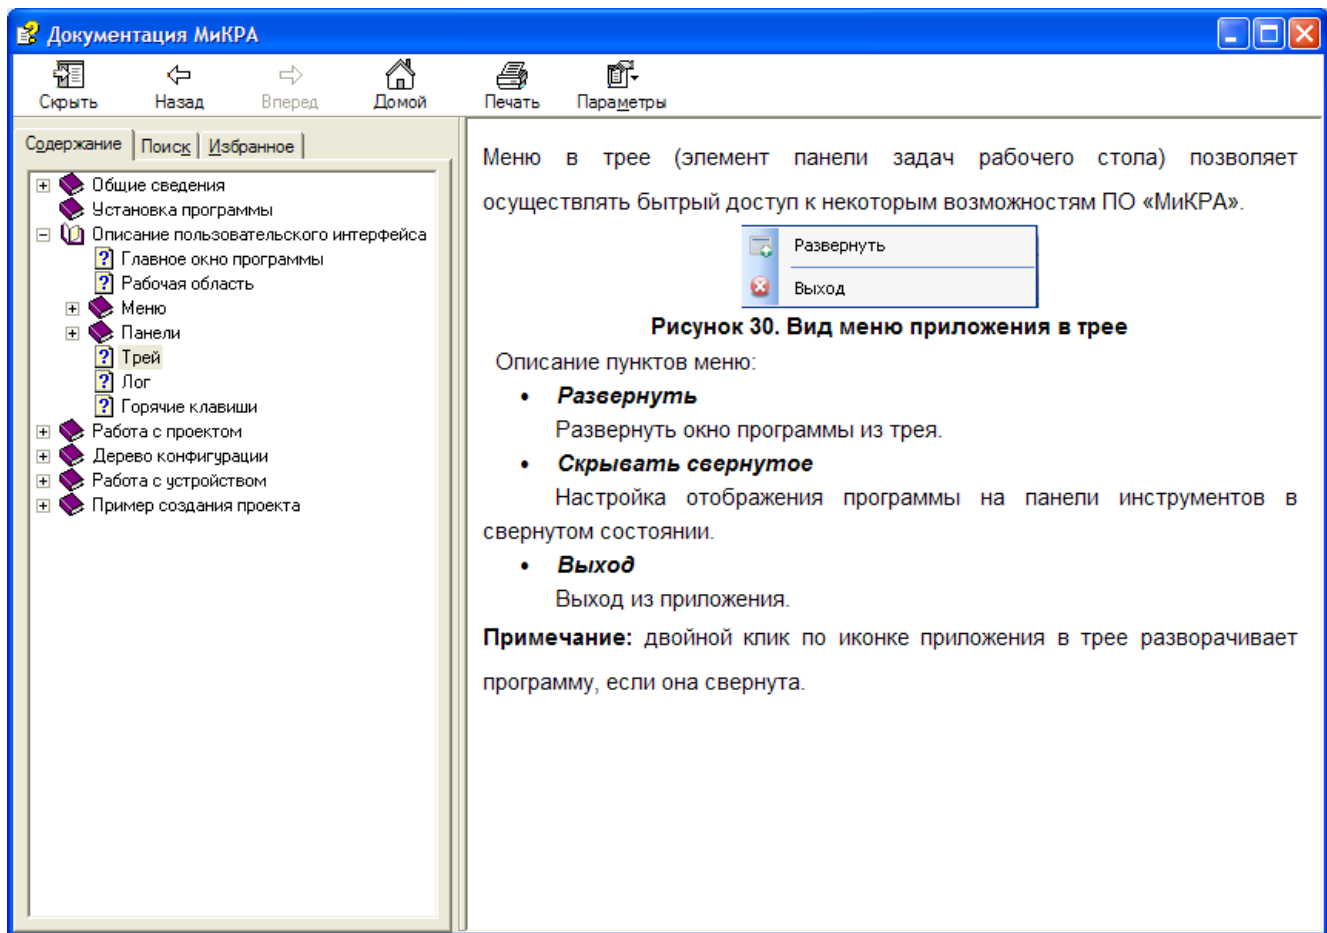 Документация МиКРА
Скрыть Назад Вперед Домой Печать Параметры
Содержание Поиск Избранное
Общие сведения
Установка программы
Описание пользовательского интерфейса
Главное окно программы
Рабочая область
Меню
Панели
Трей
Лог
Горячие клавиши
Работа с проектом
Дерево конфигурации
Работа с устройством
Пример создания проекта
Меню в трее (элемент панели задач рабочего стола) позволяет
осуществлять бытрый доступ к некоторым возможностям ПО «МиКРА».
Развернуть
Выход
Рисунок 30. Вид меню приложения в трее
Описание пунктов меню:
• Развернуть
Развернуть окно программы из трея.
• Скрывать свернутое
Настройка отображения программы на панели инструментов в
свернутом состоянии.
• Выход
Выход из приложения.
Примечание: двойной клик по иконке приложения в трее разворачивает
программу, если она свернута.